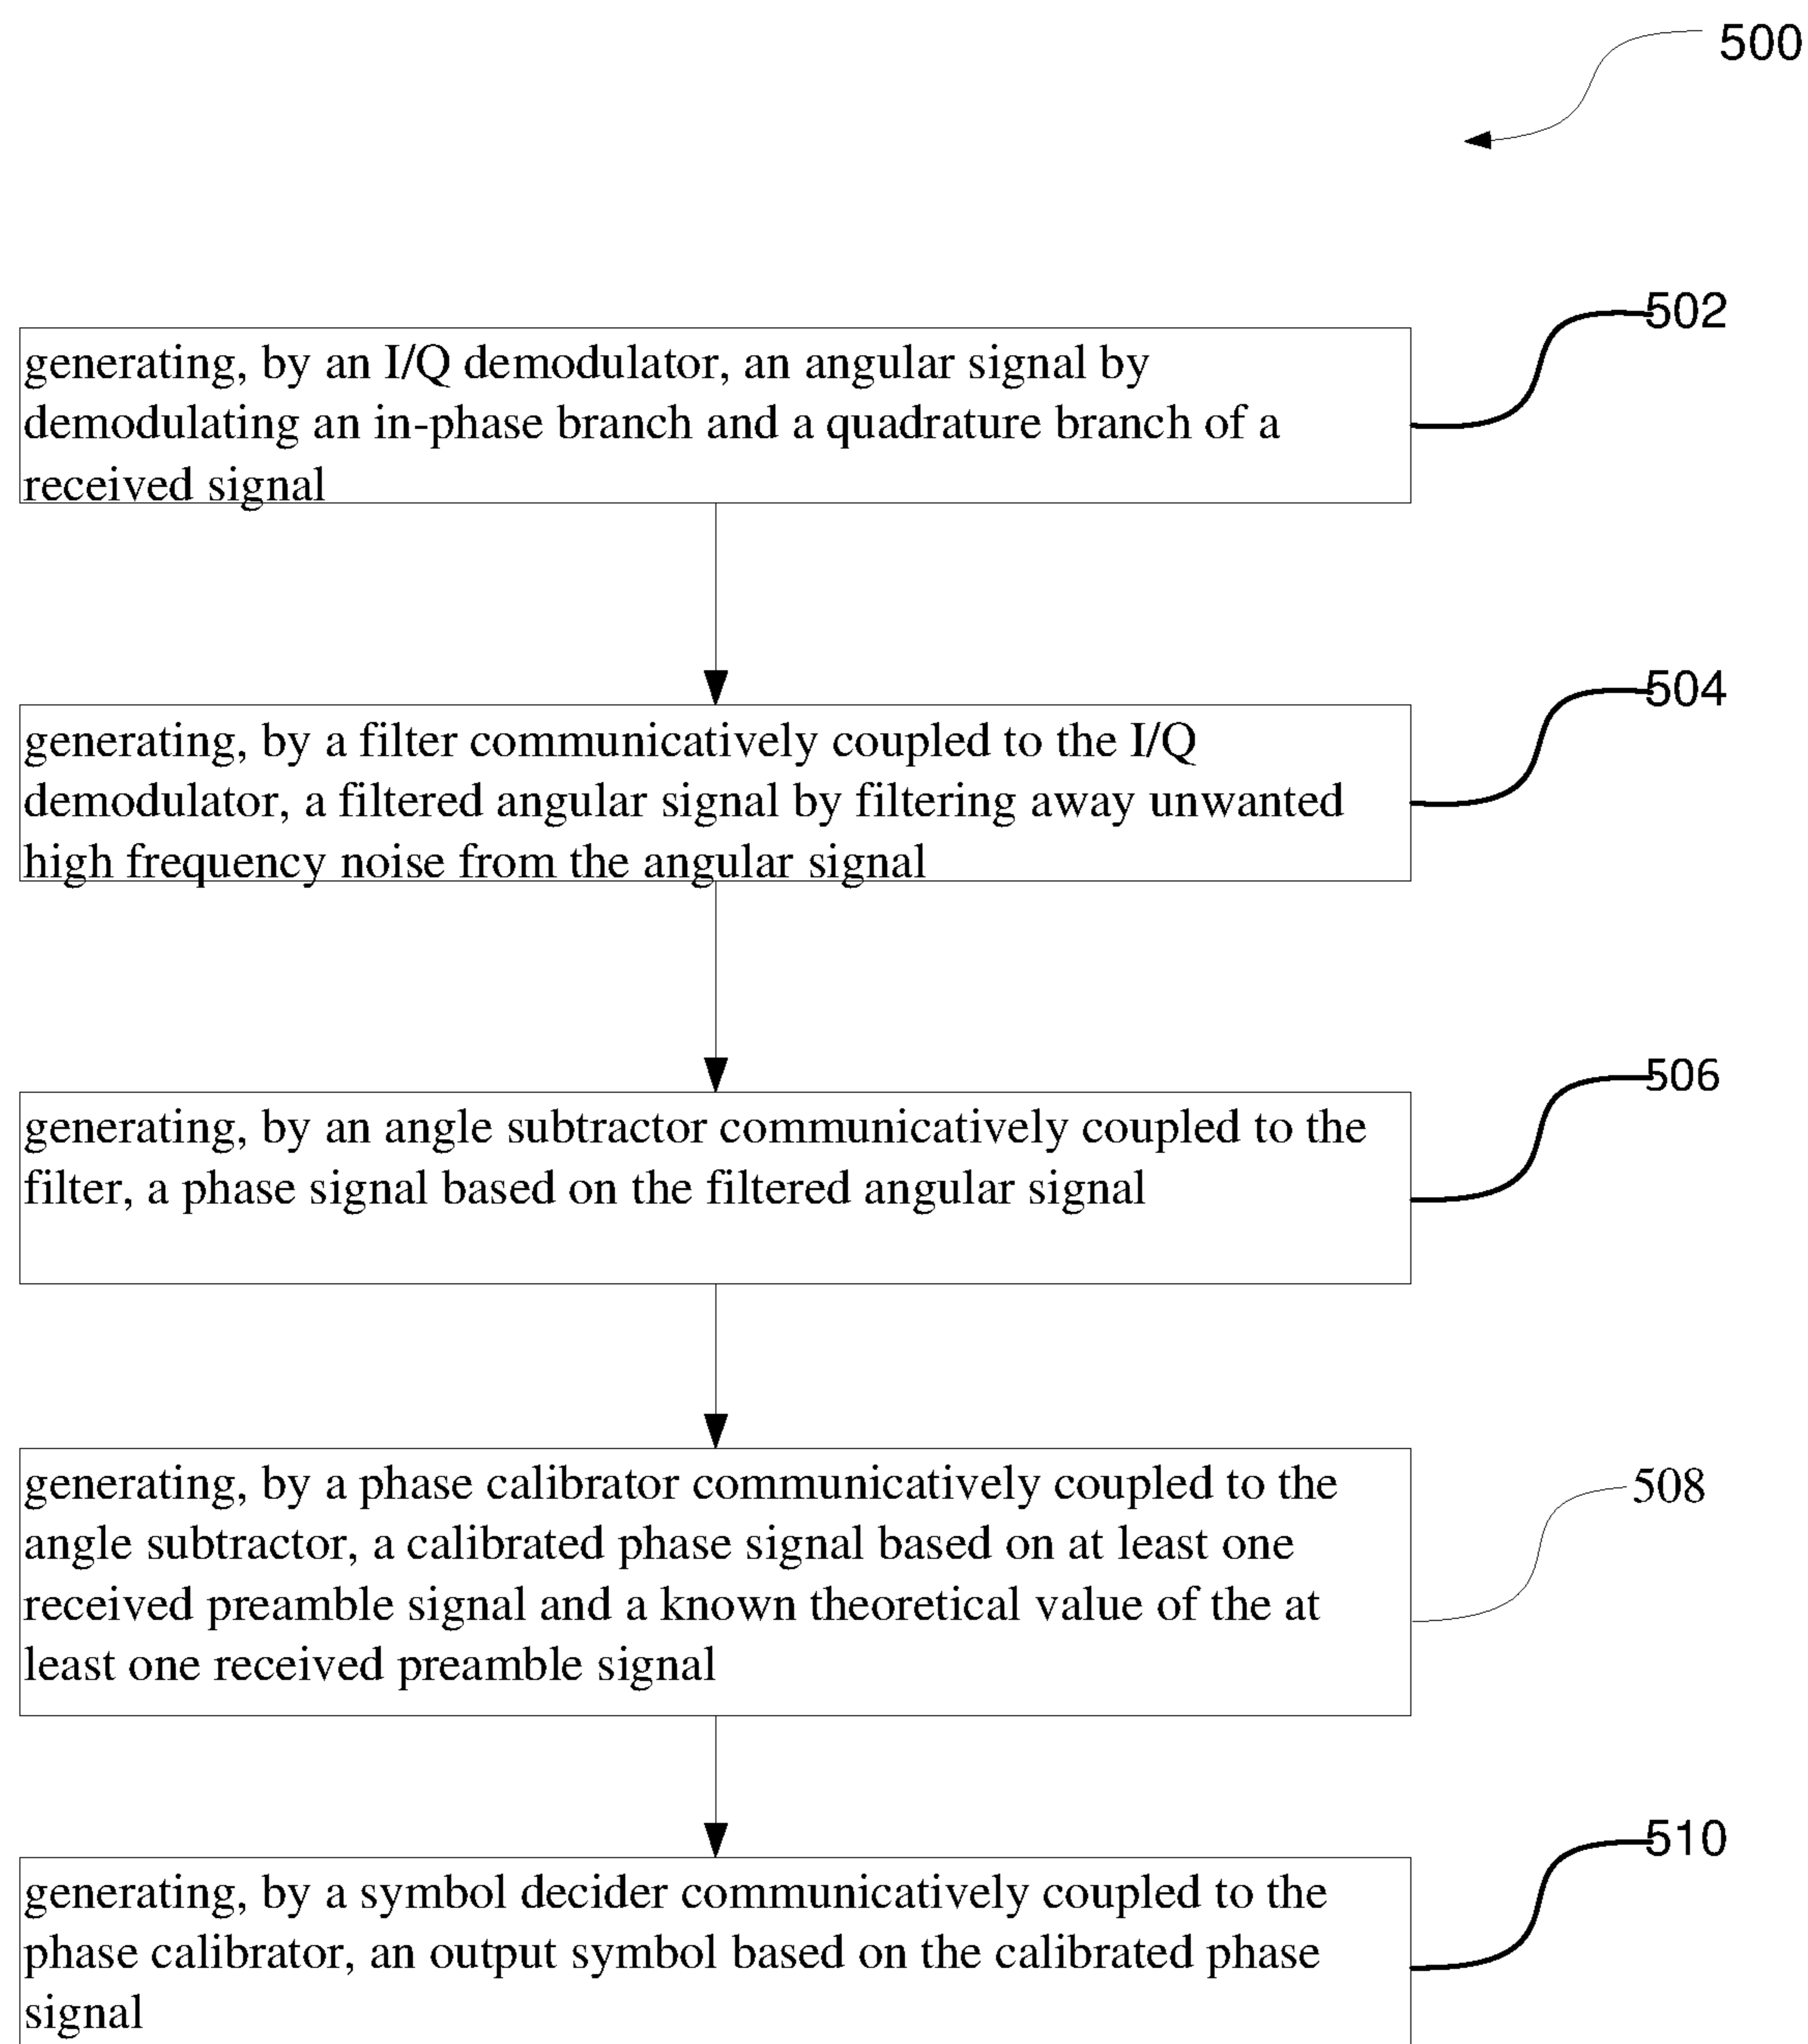 500
502
generating, by an I/Q demodulator, an angular signal by
demodulating an in-phase branch and a quadrature branch of a
received signal
504
generating, by a filter communicatively coupled to the I/Q
demodulator, a filtered angular signal by filtering away unwanted
high frequency noise from the angular signal
506
generating, by an angle subtractor communicatively coupled to the
filter, a phase signal based on the filtered angular signal
508
generating, by a phase calibrator communicatively coupled to the
angle subtractor, a calibrated phase signal based on at least one
received preamble signal and a known theoretical value of the at
least one received preamble signal
510
generating, by a symbol decider communicatively coupled to the
phase calibrator, an output symbol based on the calibrated phase
signal